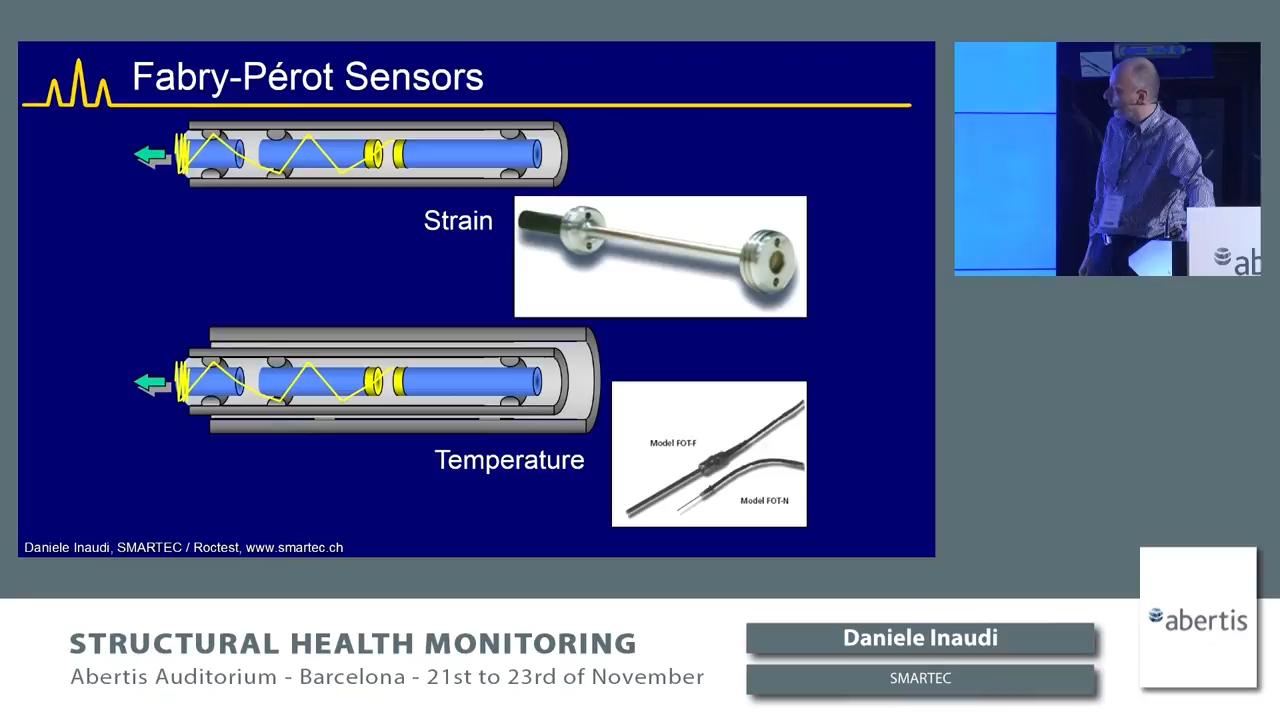 Fabry-Pérot Sensors
Strain
Model FOT-F
Temperature
Model FOT-N
Daniele Inaudi, SMARTEC / Roctest, www.smartec.ch
ab
STRUCTURAL HEALTH MONITORING
Abertis Auditorium - Barcelona - 21st to 23rd of November
Daniele Inaudi
SMARTEC
abertis